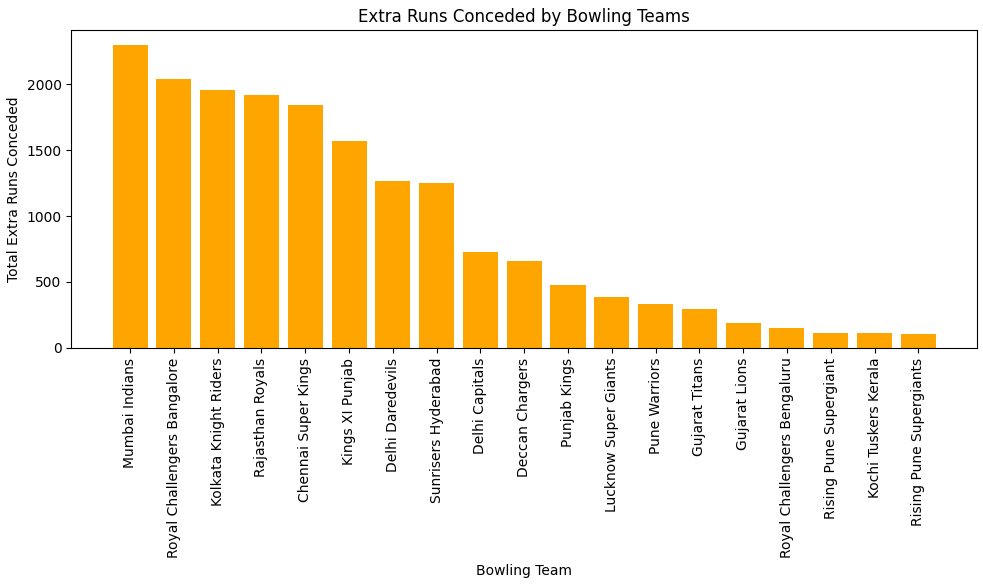 Extra Runs Conceded by Bowling Teams
Total Extra Runs Conceded
2000
1500
1000
500
0
Mumbai Indians
Royal Challengers Bangalore
Kolkata Knight Riders
Rajasthan Royals
Chennai Super Kings
Kings XI Punjab
Delhi Daredevils
Sunrisers Hyderabad
Delhi Capitals
Deccan Chargers
Punjab Kings
Lucknow Super Giants
Pune Warriors
Gujarat Titans
Gujarat Lions
Royal Challengers Bengaluru
Rising Pune Supergiant
Kochi Tuskers Kerala
Rising Pune Supergiants
Bowling Team